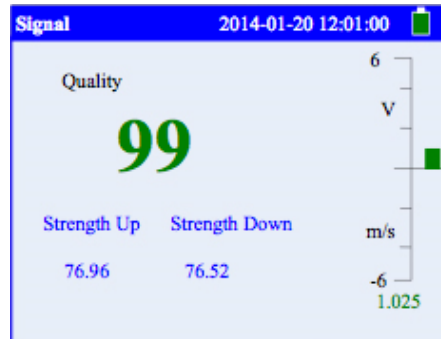 Signal 2014-01-20 12:01:00
6
Quality
V
99
Strength Up Strength Down
m/s
76.96 76.52
-6
1.025